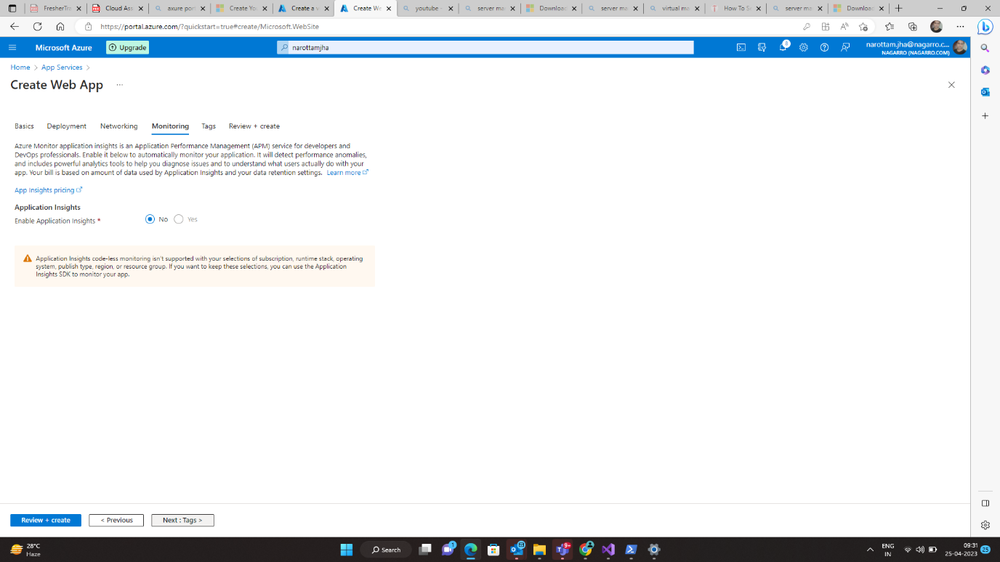 FresherTra
Cloud Ass
axure port
Create Yo
Create a w
Create We
youtube -
server ma
Download
server ma
virtual ma
How To Se
server ma
Download
https://portal.azure.com/?quickstart=true#create/Microsoft.WebSite
Microsoft Azure
Upgrade
narottamjha
8
narottam.jha@nagarro.c...
NAGARRO (NAGARRO.COM)
Home > App Services >
Create Web App ...
Basics Deployment Networking Monitoring Tags Review + create
Azure Monitor application insights is an Application Performance Management (APM) service for developers and
DevOps professionals. Enable it below to automatically monitor your application. It will detect performance anomalies,
and includes powerful analytics tools to help you diagnose issues and to understand what users actually do with your
app. Your bill is based on amount of data used by Application Insights and your data retention settings. Learn more
App Insights pricing
Application Insights
Enable Application Insights *
No Yes
Application Insights code-less monitoring isn't supported with your selections of subscription, runtime stack, operating
system, publish type, region, or resource group. If you want to keep these selections, you can use the Application
Insights SDK to monitor your app.
Review + create
< Previous
Next : Tags >
28°C
Haze
Search
1
9+
ENG
IN
09:31
25-04-2023
25